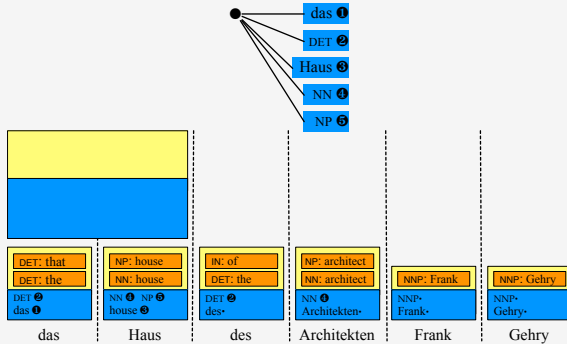 das ❶
DET ❷
Haus ❸
NN ❹
NP ❺
DET: that
DET: the
DET ❷
das ❶
NP: house
NN: house
NN ❹ NP ❺
house ❸
IN: of
DET: the
DET ❷
des•
NP: architect
NN: architect
NN ❹
Architekten•
NNP: Frank
NNP•
Frank•
NNP: Gehry
NNP•
Gehry•
das Haus des Architekten Frank Gehry